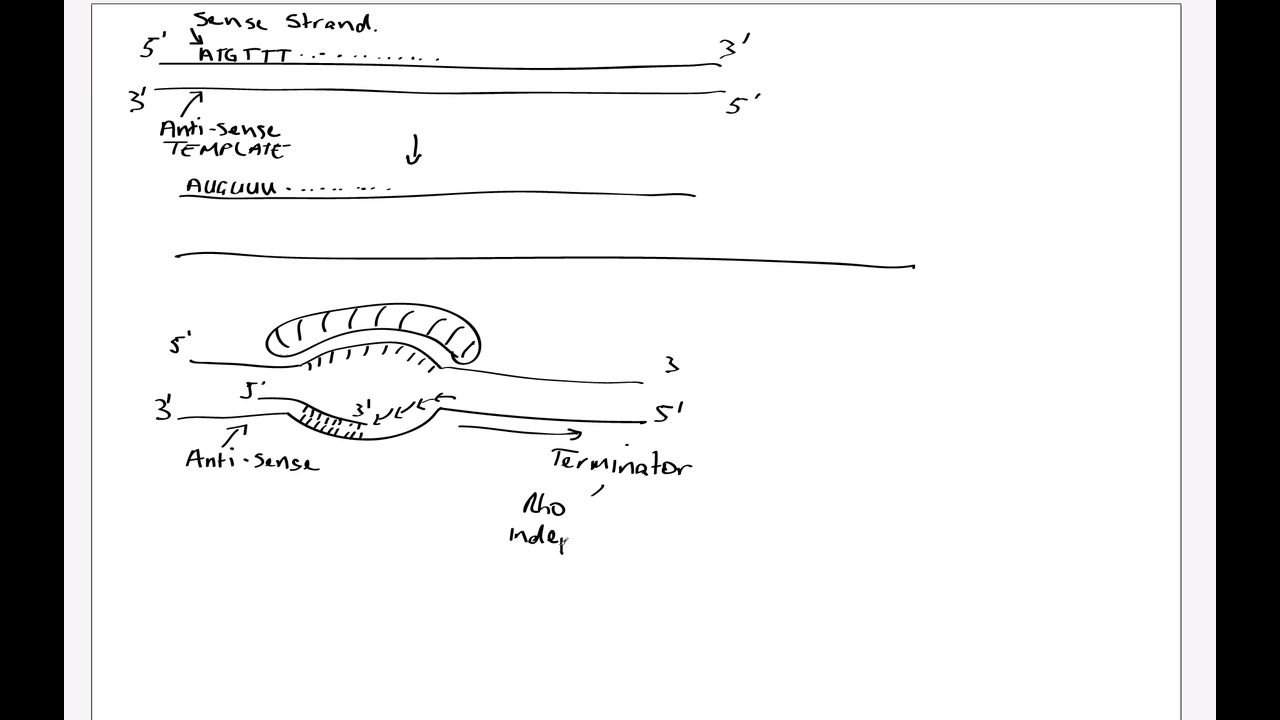 Sense Strand.
5' ATGTTT ............ 3'
3' 5'
Anti-sense
TEMPLATE
AUGUUU ..........
5' 3
5'
3' 3' 5'
Anti-sense
Terminator
Rho
Indep